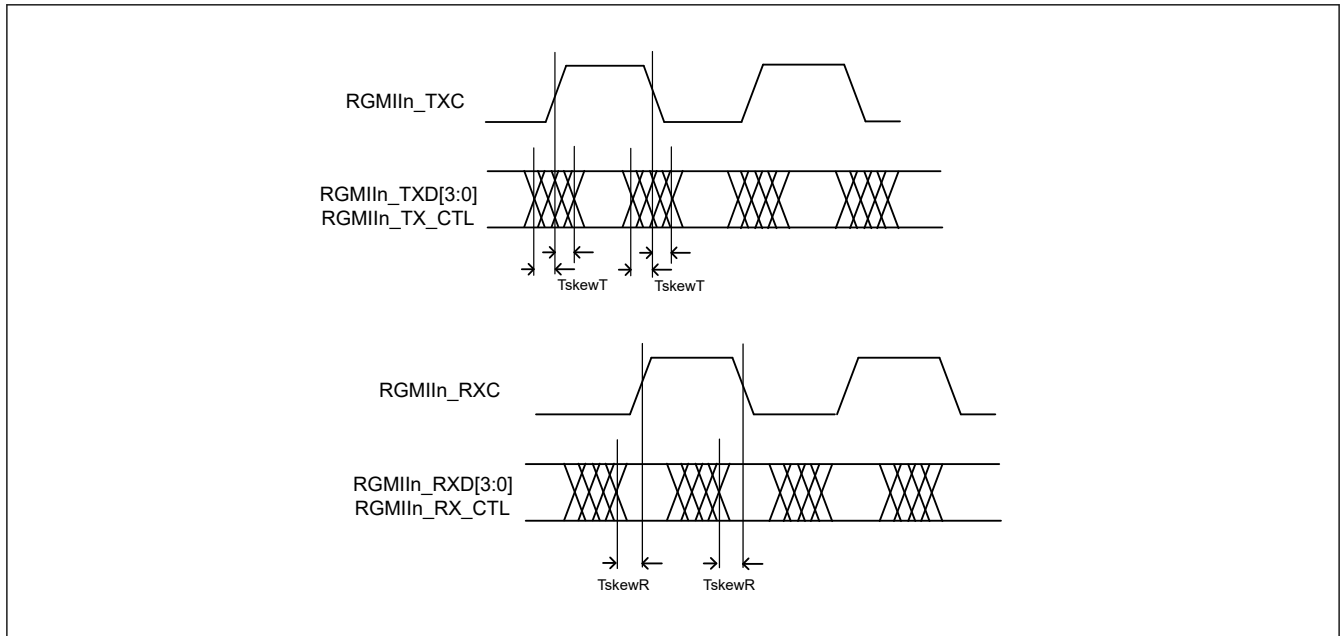 RGMIIn_TXC
RGMIIn_TXD[3:0]
RGMIIn_TX_CTL
TskewT TskewT
RGMIIn_RXC
RGMIIn_RXD[3:0]
RGMIIn_RX_CTL
TskewR TskewR